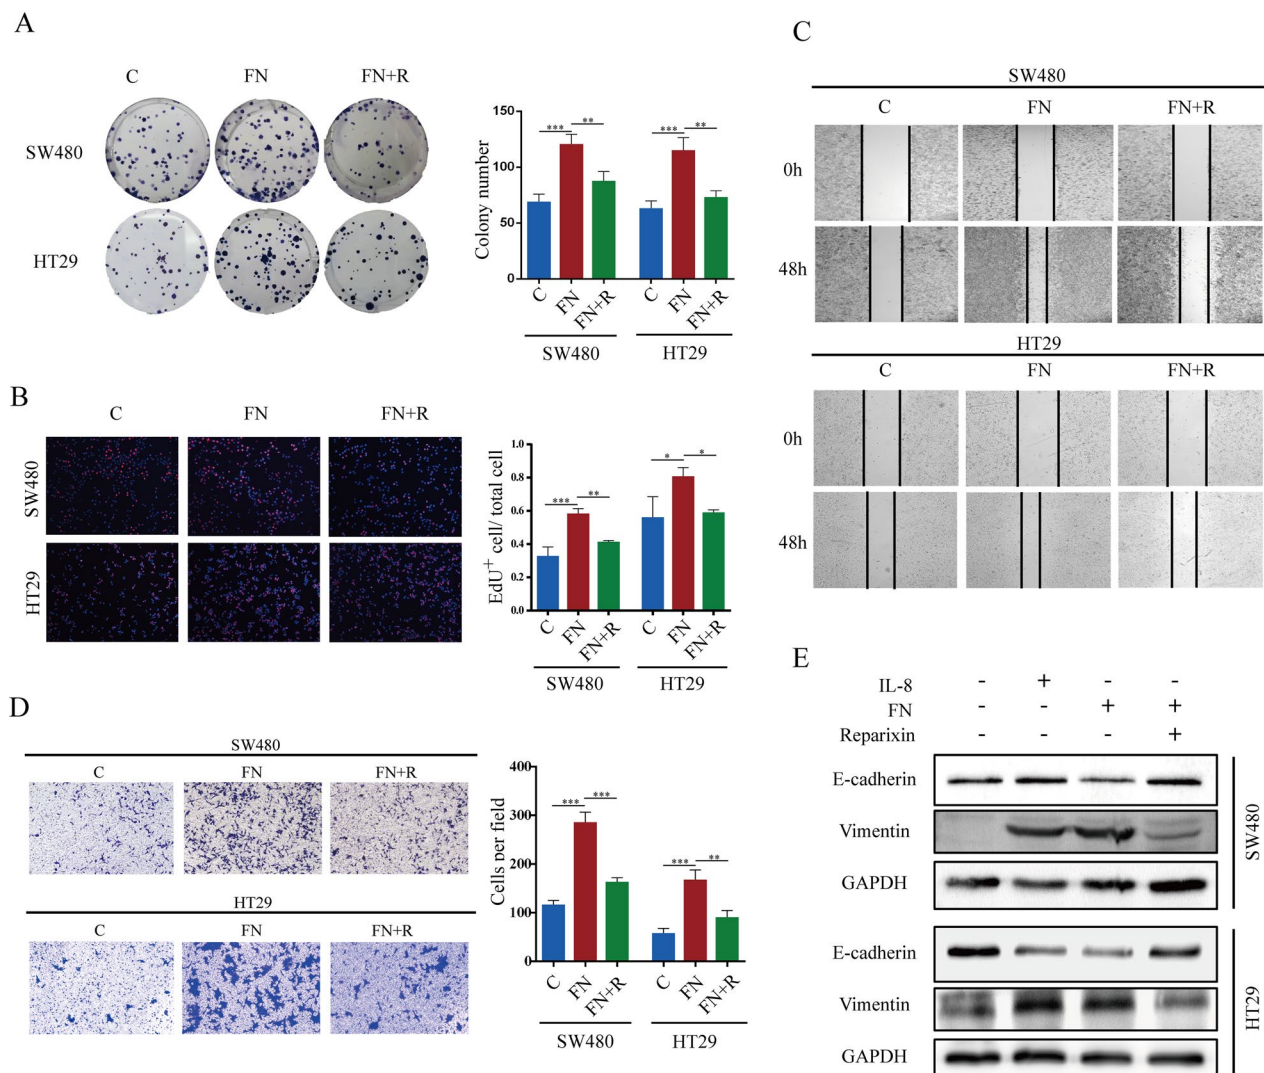 A
C FN FN+R
SW480
HT29
Colony number
150
100
50
0
*** ** *** **
C FN FN+R C FN FN+R
SW480 HT29
B
C FN FN+R
SW480
HT29
EdU+ cell/ total cell
1.0
0.8
0.6
0.4
0.2
0.0
*** ** * *
C FN FN+R C FN FN+R
SW480 HT29
C
SW480
C FN FN+R
0h
48h
HT29
C FN FN+R
0h
48h
D
SW480
C FN FN+R
HT29
C FN FN+R
Cells per field
400
300
200
100
0
*** *** *** **
C FN FN+R C FN FN+R
SW480 HT29
E
IL-8 - + - -
FN - - + +
Reparixin - - - +
E-cadherin
Vimentin
GAPDH
SW480
E-cadherin
Vimentin
GAPDH
HT29